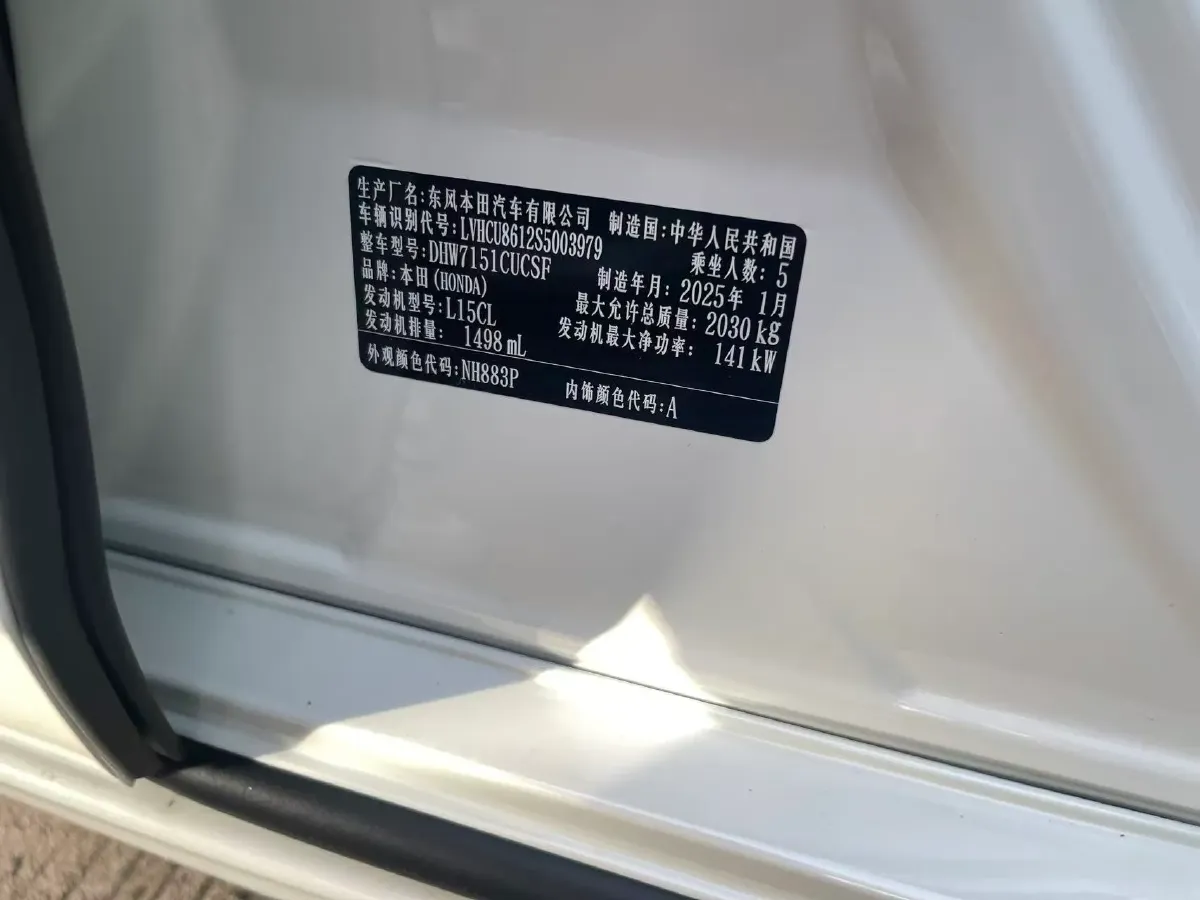 生产厂名:东风本田汽车有限公司 制造国:中华人民共和国
车辆识别代号:LVHCU8612S5003979 乘坐人数:5
整车型号:DHW7151CUCSF 制造年月:2025年 1月
品牌:本田(HONDA) 最大允许总质量:2030kg
发动机型号:L15CL 发动机最大净功率:141kW
发动机排量: 1498mL
外观颜色代码:NH883P 内饰颜色代码:A